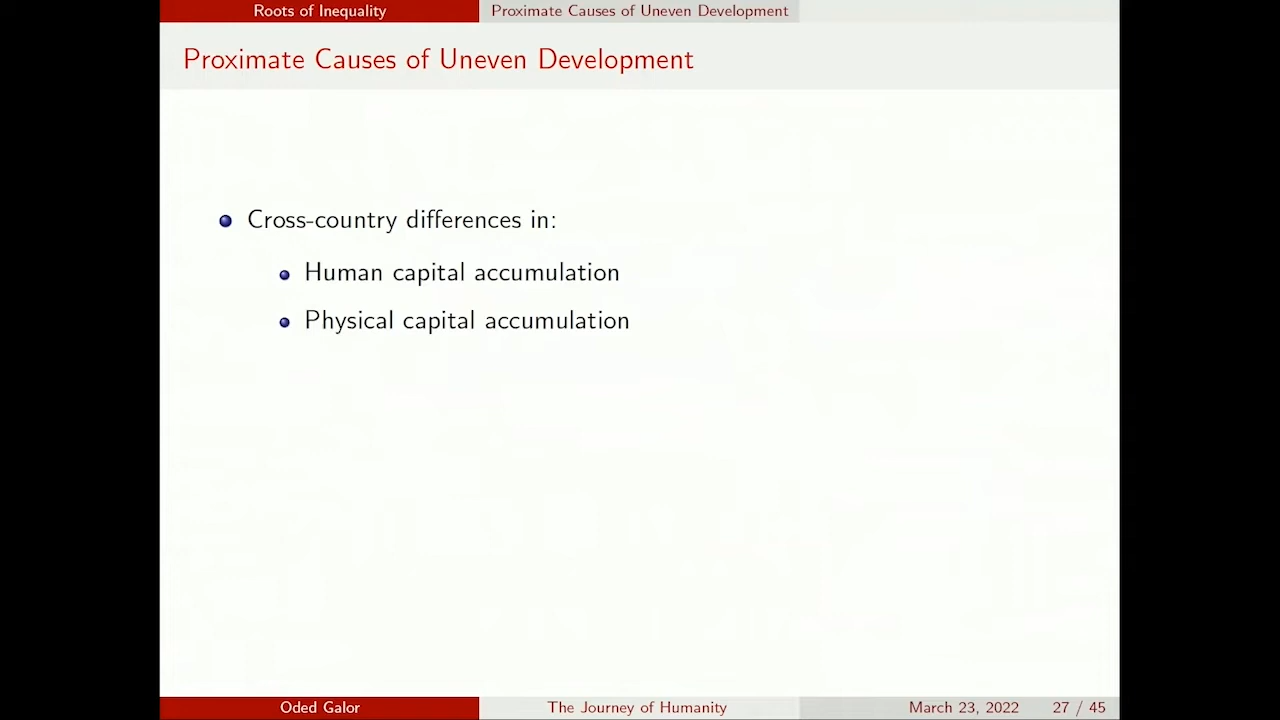 Roots of Inequality
Proximate Causes of Uneven Development
Proximate Causes of Uneven Development
Cross-country differences in:
Human capital accumulation
Physical capital accumulation
Oded Galor
The Journey of Humanity
March 23, 2022
27 / 45